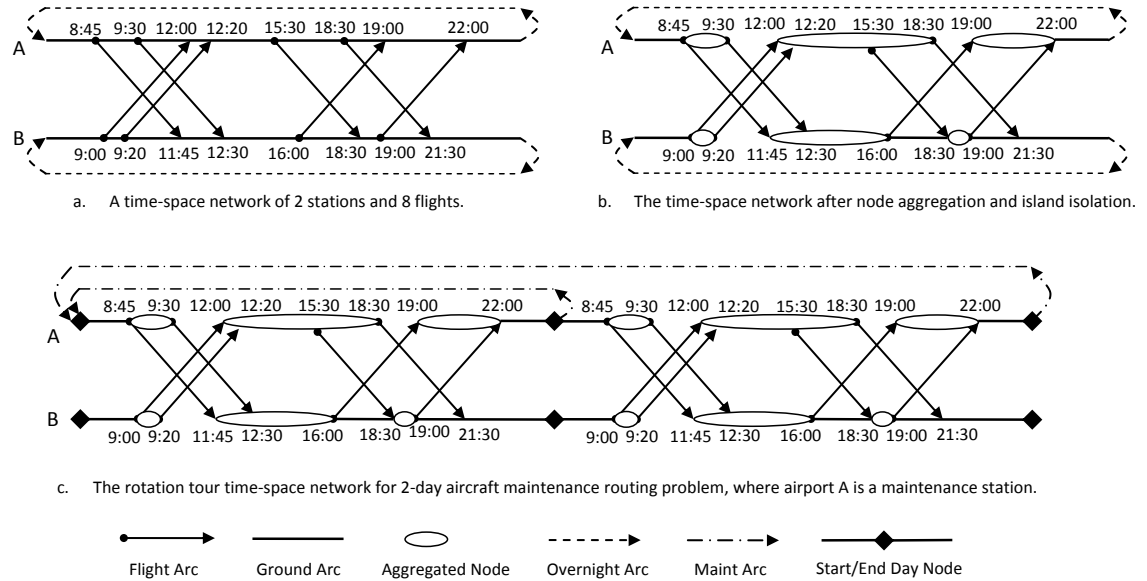 8:45 9:30 12:00 12:20 15:30 18:30 19:00 22:00
A
B
9:00 9:20 11:45 12:30 16:00 18:30 19:00 21:30
a. A time-space network of 2 stations and 8 flights.
8:45 9:30 12:00 12:20 15:30 18:30 19:00 22:00
A
B
9:00 9:20 11:45 12:30 16:00 18:30 19:00 21:30
b. The time-space network after node aggregation and island isolation.
8:45 9:30 12:00 12:20 15:30 18:30 19:00 22:00 8:45 9:30 12:00 12:20 15:30 18:30 19:00 22:00
A
B
9:00 9:20 11:45 12:30 16:00 18:30 19:00 21:30 9:00 9:20 11:45 12:30 16:00 18:30 19:00 21:30
c. The rotation tour time-space network for 2-day aircraft maintenance routing problem, where airport A is a maintenance station.
Flight Arc Ground Arc Aggregated Node Overnight Arc Maint Arc Start/End Day Node